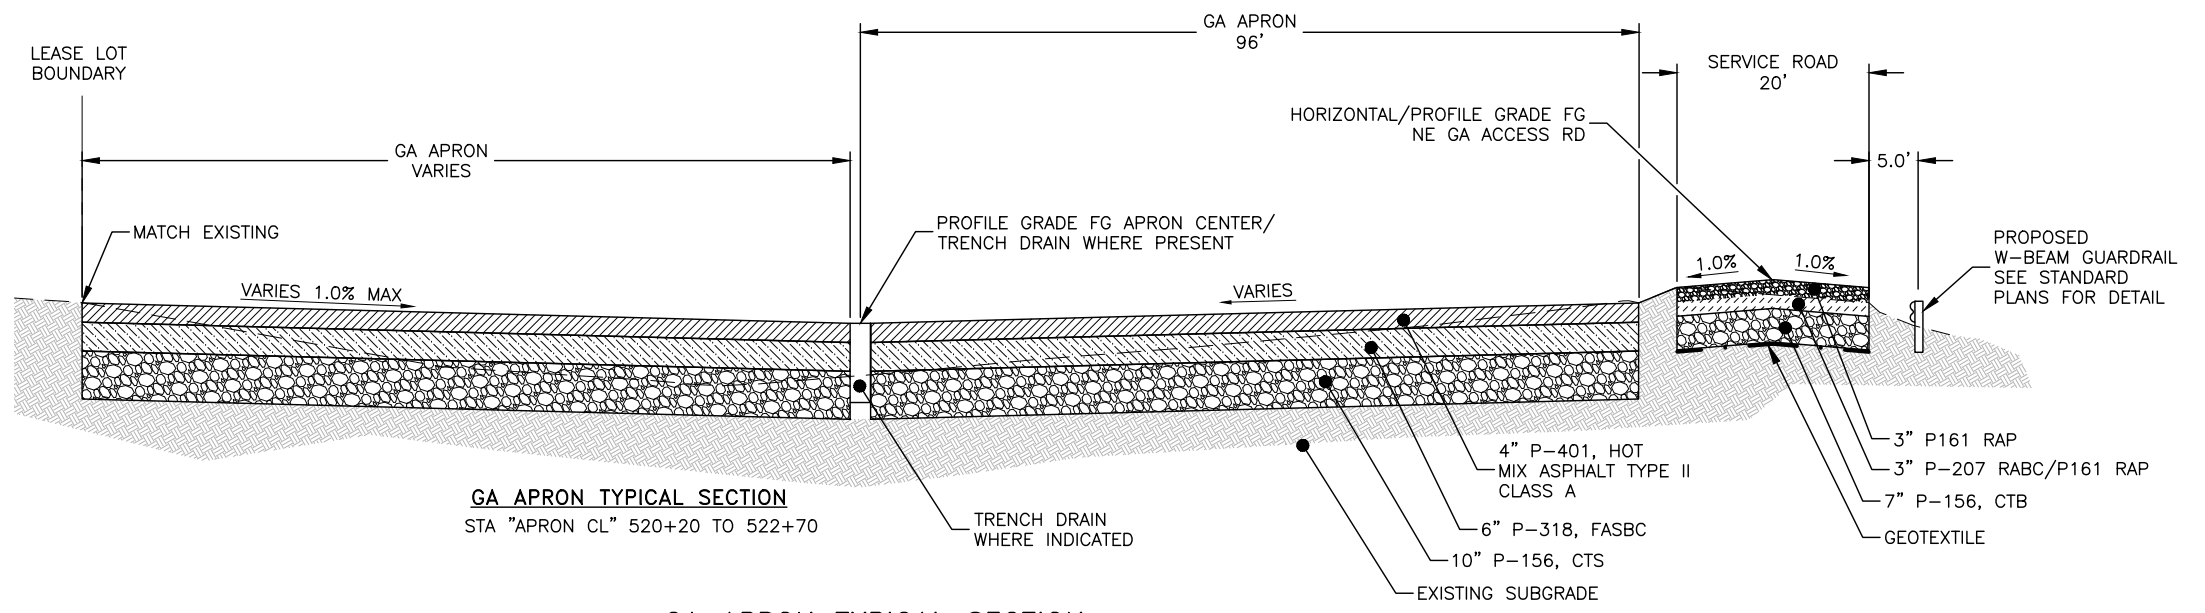 GA APRON
96'
LEASE LOT
BOUNDARY
SERVICE ROAD
20'
HORIZONTAL/PROFILE GRADE FG
NE GA ACCESS RD
GA APRON
VARIES
5.0'
MATCH EXISTING
PROFILE GRADE FG APRON CENTER/
TRENCH DRAIN WHERE PRESENT
PROPOSED
W-BEAM GUARDRAIL
SEE STANDARD
PLANS FOR DETAIL
1.0%
1.0%
VARIES 1.0% MAX
VARIES
3" P161 RAP
3" P-207 RABC/P161 RAP
7" P-156, CTB
GEOTEXTILE
4" P-401, HOT
MIX ASPHALT TYPE II
CLASS A
6" P-318, FASBC
10" P-156, CTS
EXISTING SUBGRADE
GA APRON TYPICAL SECTION
STA "APRON CL" 520+20 TO 522+70
TRENCH DRAIN
WHERE INDICATED
GA APRON TYPICAL SECTION